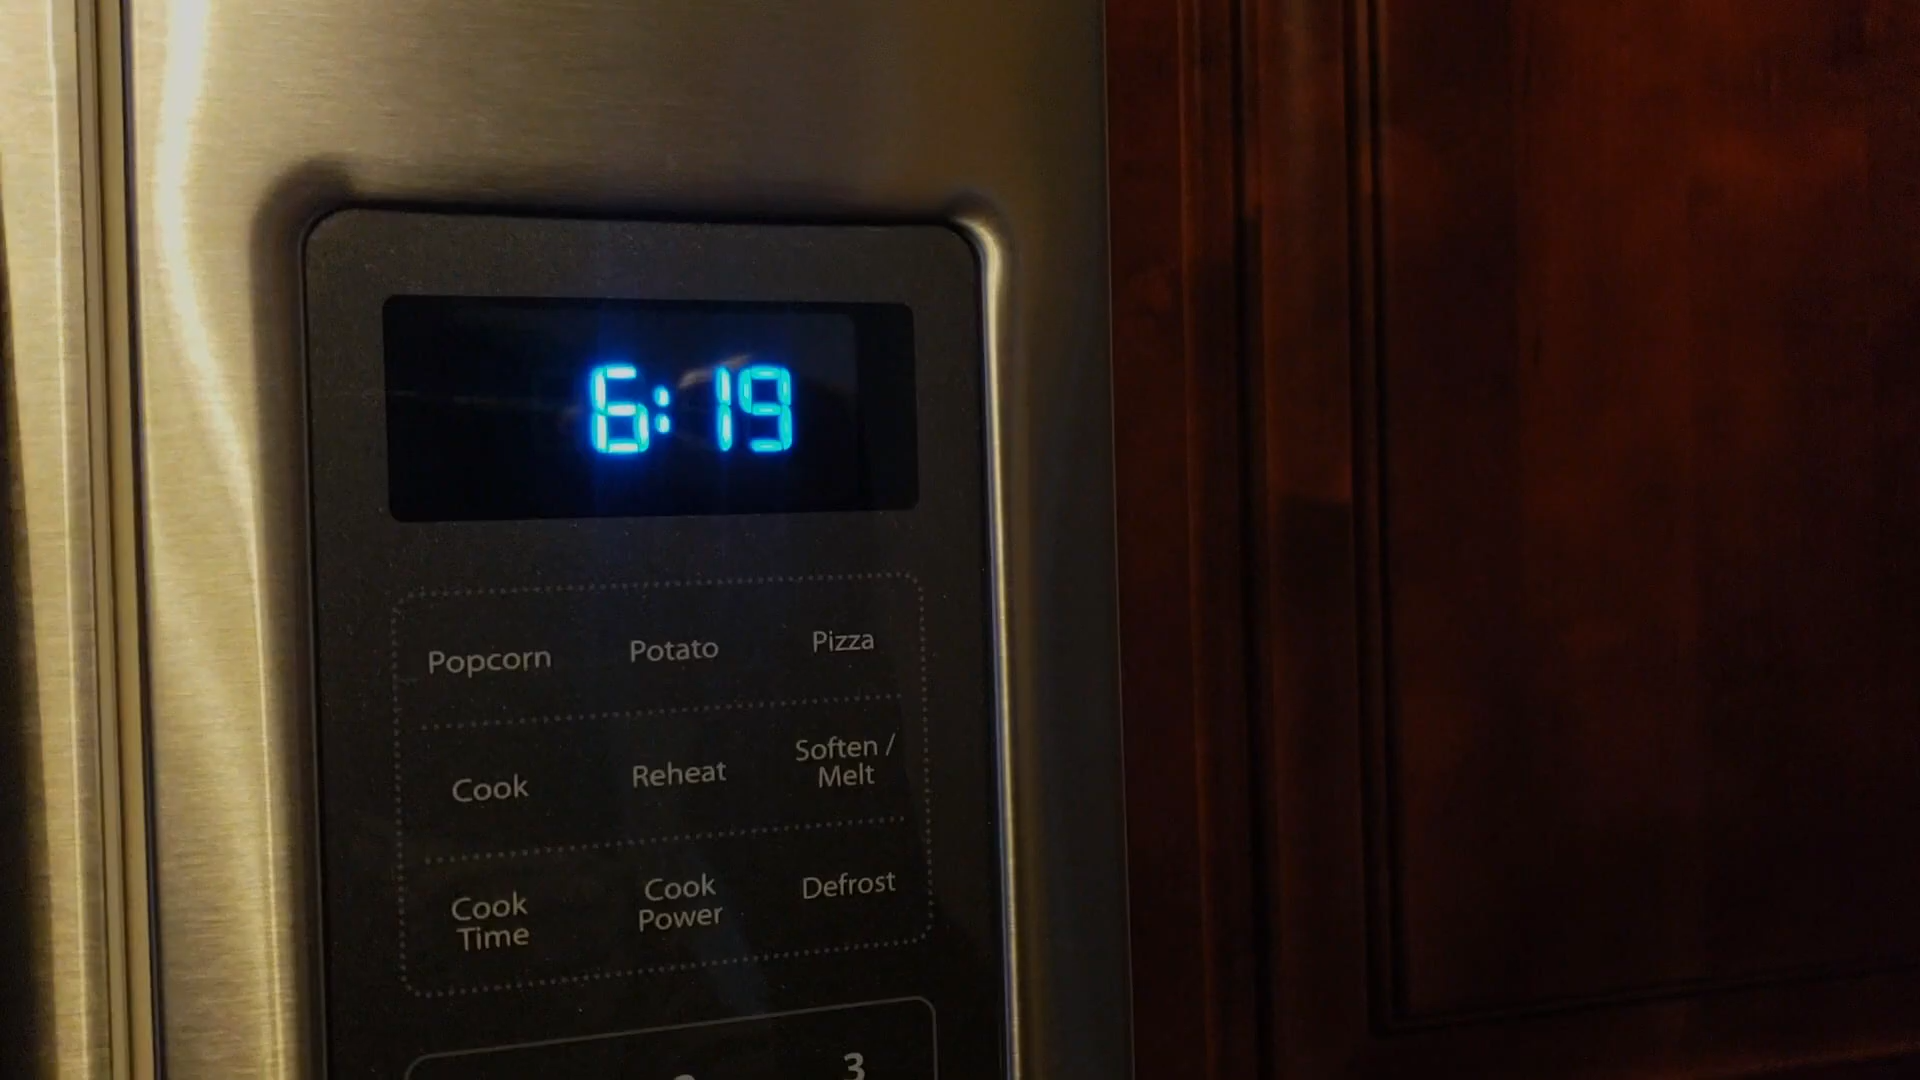 6:19
Popcorn Potato Pizza
Cook Reheat Soften / Melt
Cook Time Cook Power Defrost
3